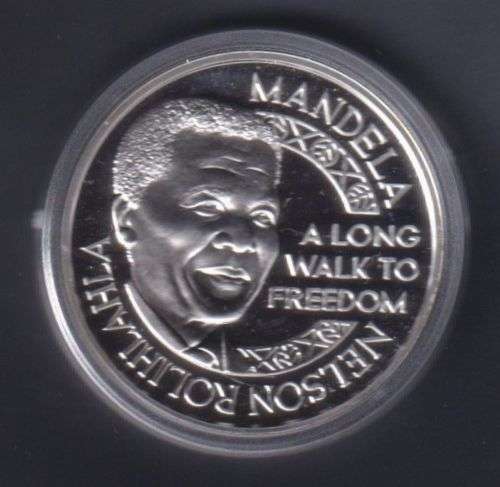 MANDELA
A LONG
WALK TO
FREEDOM
NELSON ROLIHLAHLA